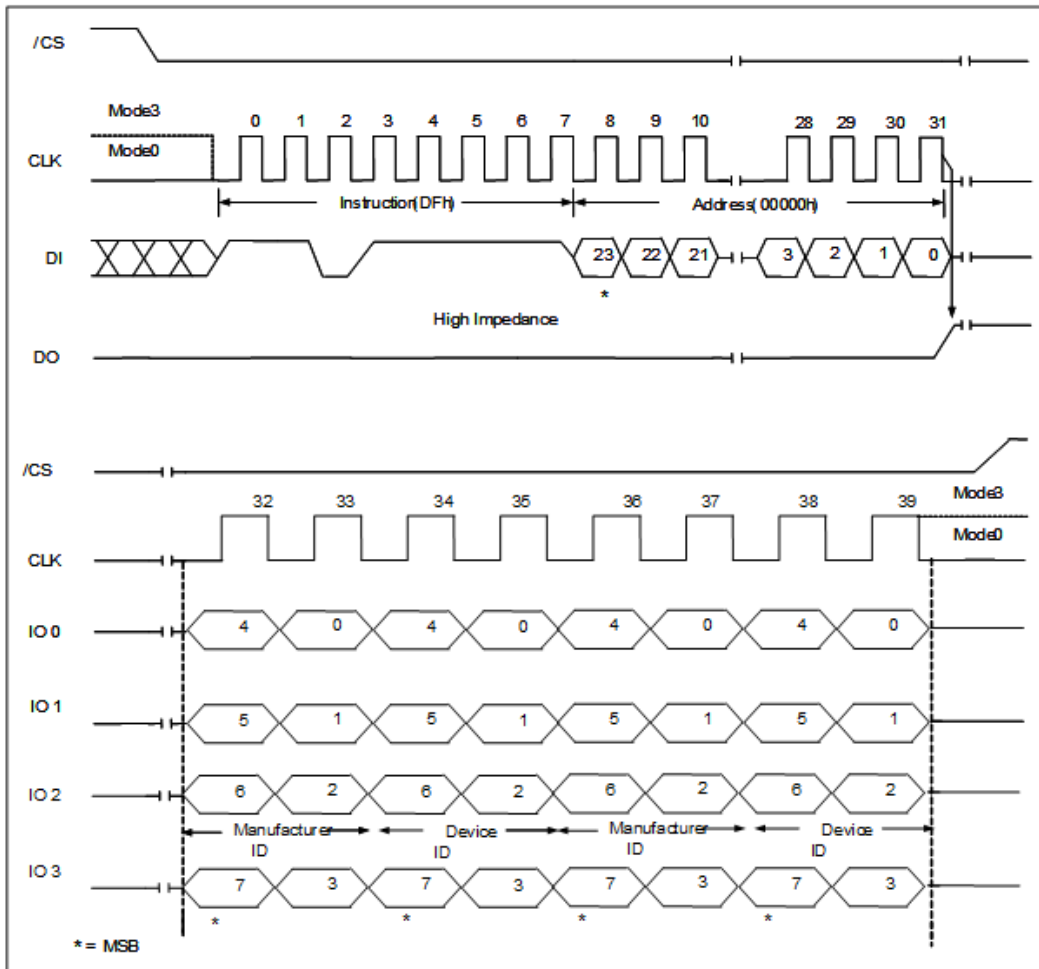 /CS
Mode3
0 1 2 3 4 5 6 7 8 9 10 28 29 30 31
Mode0
CLK
Instruction(DFh) Address(00000h)
DI 23 22 21 3 2 1 0
*
High Impedance
DO
/CS
32 33 34 35 36 37 38 39 Mode3
Mode0
CLK
IO 0 4 0 4 0 4 0 4 0
IO 1 5 1 5 1 5 1 5 1
IO 2 6 2 6 2 6 2 6 2
Manufacturer Device Manufacturer Device
ID ID ID ID
IO 3 7 3 7 3 7 3 7 3
* * * *
* = MSB